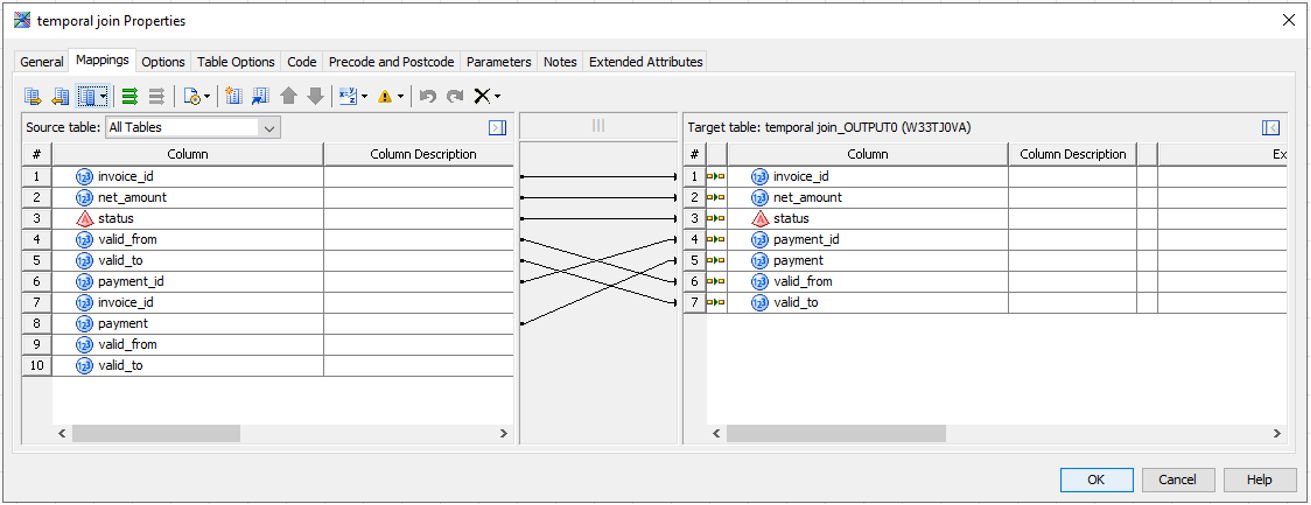 temporal join Properties
General Mappings Options Table Options Code Precode and Postcode Parameters Notes Extended Attributes
Source table: All Tables
# Column Column Description
1 invoice_id
2 net_amount
3 status
4 valid_from
5 valid_to
6 payment_id
7 invoice_id
8 payment
9 valid_from
10 valid_to
Target table: temporal join_OUTPUT0 (W33TJ0VA)
# Column Column Description Ex
1 invoice_id
2 net_amount
3 status
4 payment_id
5 payment
6 valid_from
7 valid_to
OK Cancel Help